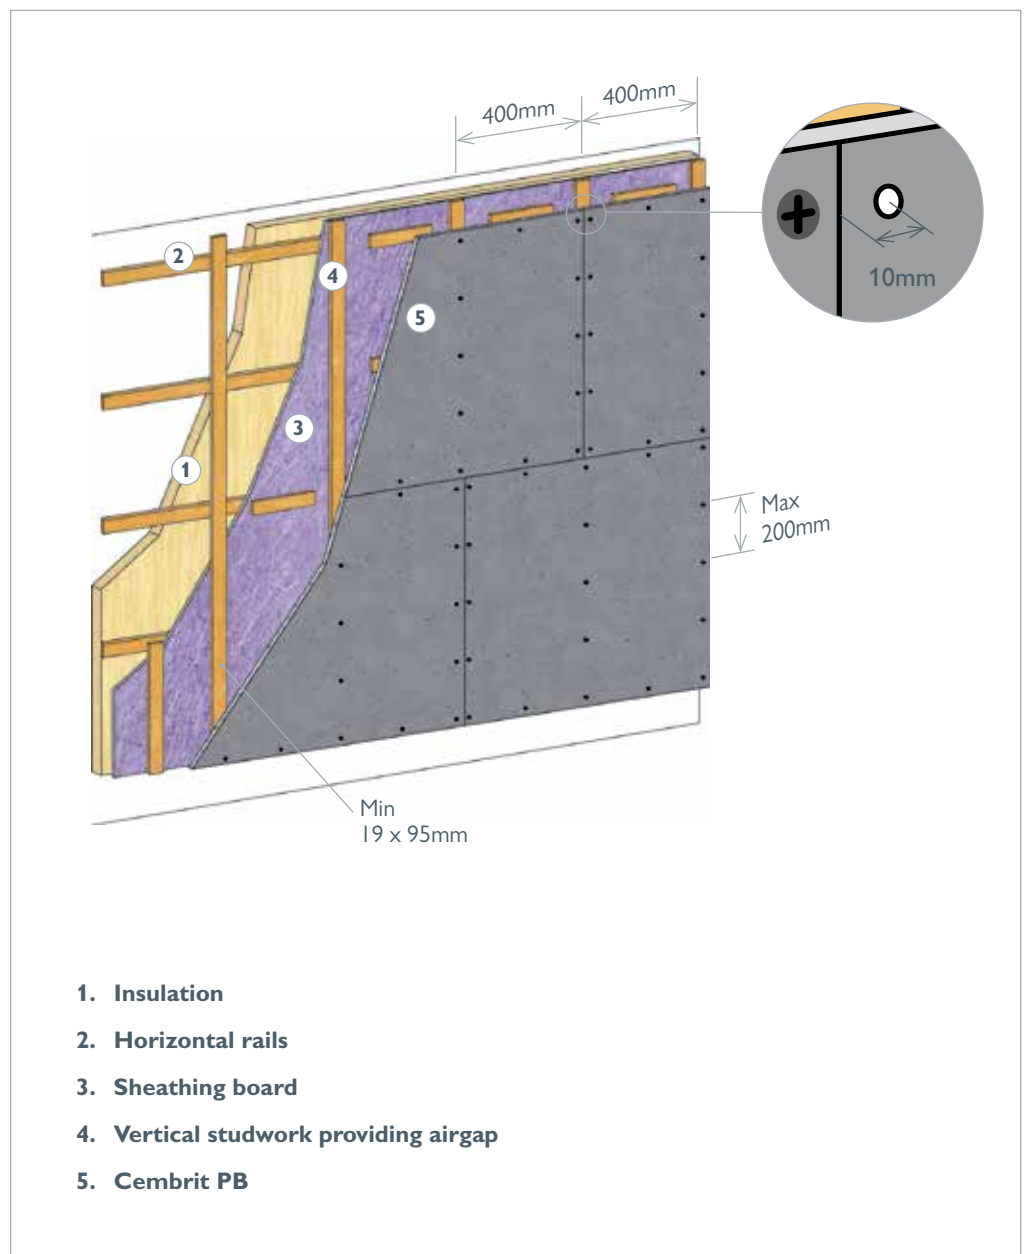 400mm
400mm
10mm
2
4
5
3
1
Max
200mm
Min
19 x 95mm
1. Insulation
2. Horizontal rails
3. Sheathing board
4. Vertical studwork providing airgap
5. Cembrit PB